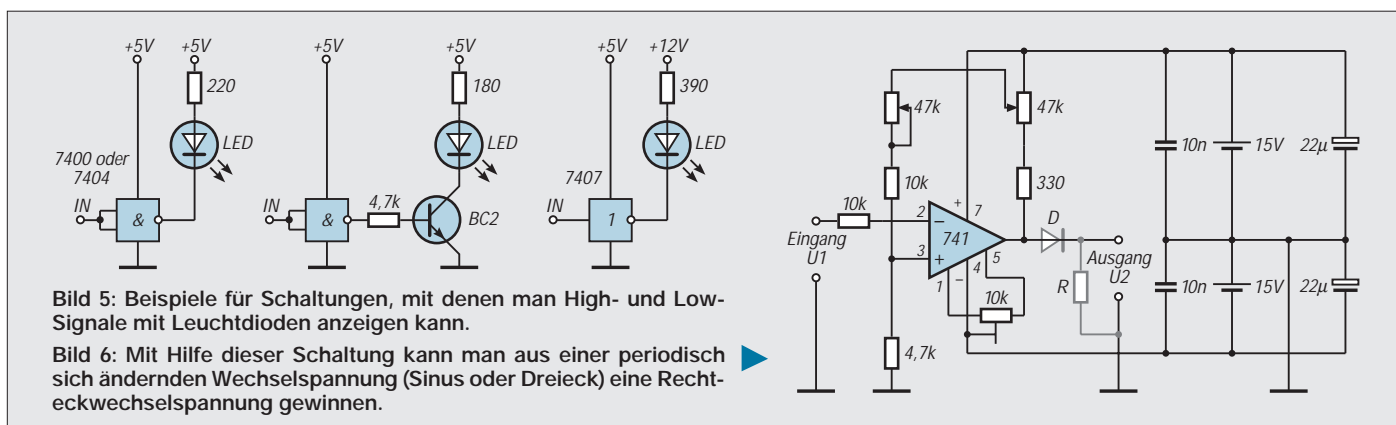 +5V
+5V
220
LED
7400 oder
7404
IN
&
+5V
+5V
180
LED
IN
&
4,7k
BC2
+5V
+12V
390
LED
7407
IN
1
Bild 5: Beispiele für Schaltungen, mit denen man High- und Low-
Signale mit Leuchtdioden anzeigen kann.
Bild 6: Mit Hilfe dieser Schaltung kann man aus einer periodisch
sich ändernden Wechselspannung (Sinus oder Dreieck) eine Recht-
eckwechselspannung gewinnen.
47k
47k
10k
330
10k
Eingang
U1
2
3
741
+
7
−
+
1
−
4
5
10k
4,7k
D
R
Ausgang
U2
10n
15V
22µ
10n
15V
22µ